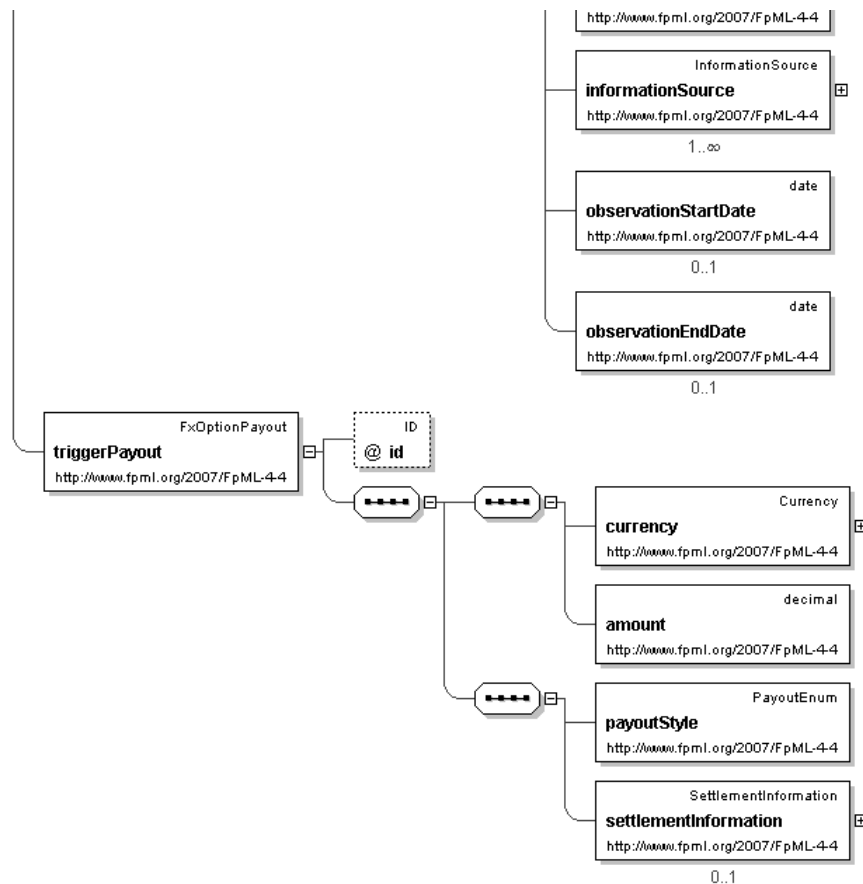 http://www.fpml.org/2007/FpML-4-4
InformationSource
informationSource
http://www.fpml.org/2007/FpML-4-4
1..∞
date
observationStartDate
http://www.fpml.org/2007/FpML-4-4
0..1
date
observationEndDate
http://www.fpml.org/2007/FpML-4-4
0..1
FxOptionPayout
triggerPayout
http://www.fpml.org/2007/FpML-4-4
ID
@ id
Currency
currency
http://www.fpml.org/2007/FpML-4-4
decimal
amount
http://www.fpml.org/2007/FpML-4-4
PayoutEnum
payoutStyle
http://www.fpml.org/2007/FpML-4-4
SettlementInformation
settlementInformation
http://www.fpml.org/2007/FpML-4-4
0..1